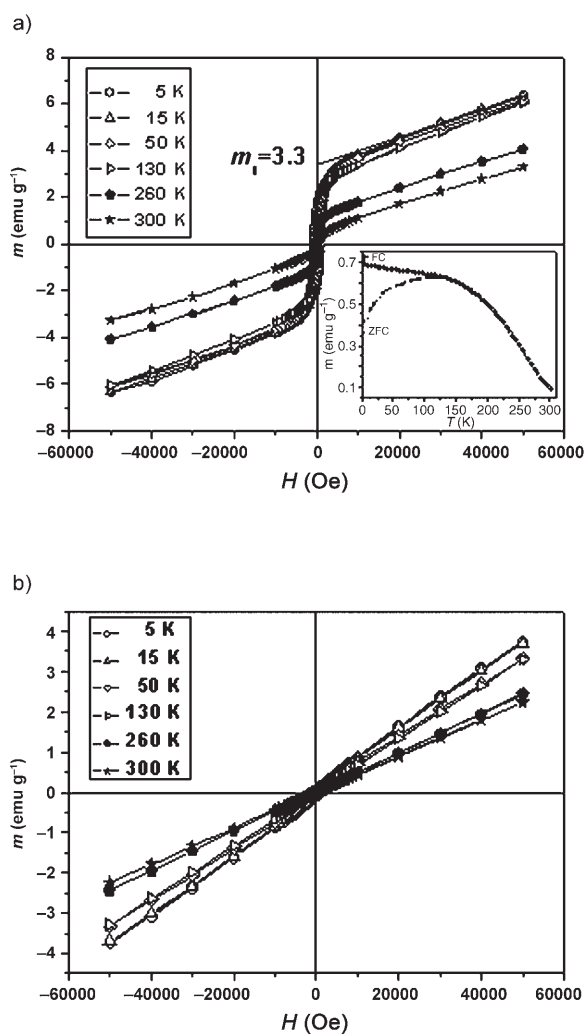 a)
m (emu g⁻¹)
8
6
4
2
0
−2
−4
−6
−8
5 K
15 K
50 K
130 K
260 K
300 K
m =3.3
m (emu g⁻¹)
0.7
0.5
0.3
0.1
FC
ZFC
0 50 100 150 200 250 300
T (K)
−60000 −40000 −20000 0 20000 40000 60000
H (Oe)
b)
m (emu g⁻¹)
4
3
2
1
0
−1
−2
−3
−4
5 K
15 K
50 K
130 K
260 K
300 K
−60000 −40000 −20000 0 20000 40000 60000
H (Oe)